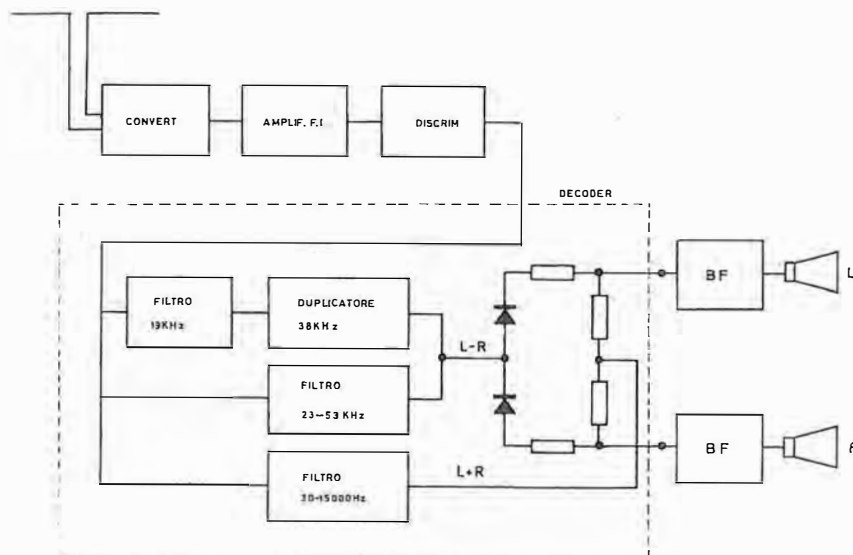 CONVERT
AMPLIF. F.I
DISCRIM
DECODER
FILTRO
19KHz
DUPLICATORE
38KHz
L-R
FILTRO
23-53 KHz
FILTRO
30-15000Hz
L+R
BF
L
BF